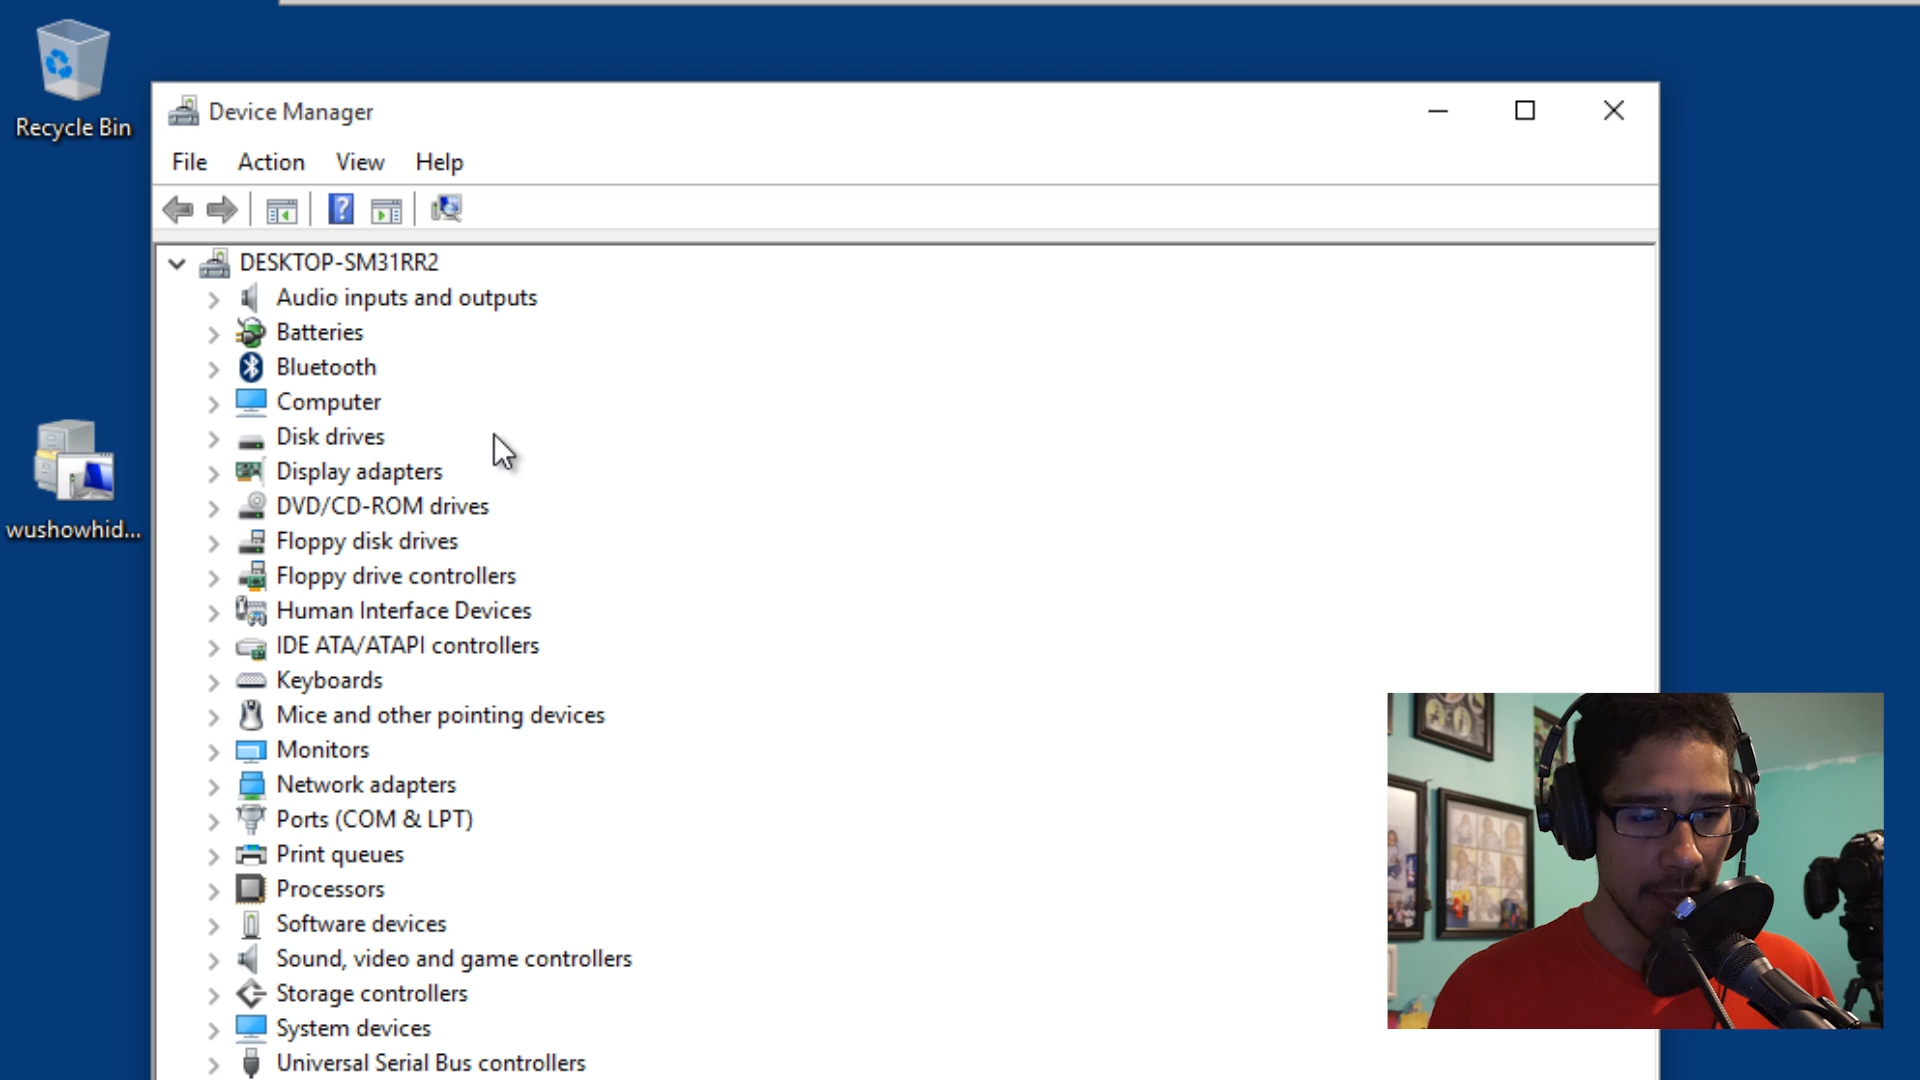 Recycle Bin
Device Manager
File Action View Help
DESKTOP-SM31RR2
Audio inputs and outputs
Batteries
Bluetooth
Computer
Disk drives
Display adapters
wushowhid...
DVD/CD-ROM drives
Floppy disk drives
Floppy drive controllers
Human Interface Devices
IDE ATA/ATAPI controllers
Keyboards
Mice and other pointing devices
Monitors
Network adapters
Ports (COM & LPT)
Print queues
Processors
Software devices
Sound, video and game controllers
Storage controllers
System devices
Universal Serial Bus controllers